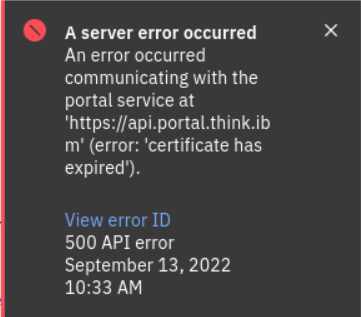 A server error occurred
An error occurred
communicating with the
portal service at
'https://api.portal.think.ib
m' (error: 'certificate has
expired').
View error ID
500 API error
September 13, 2022
10:33 AM